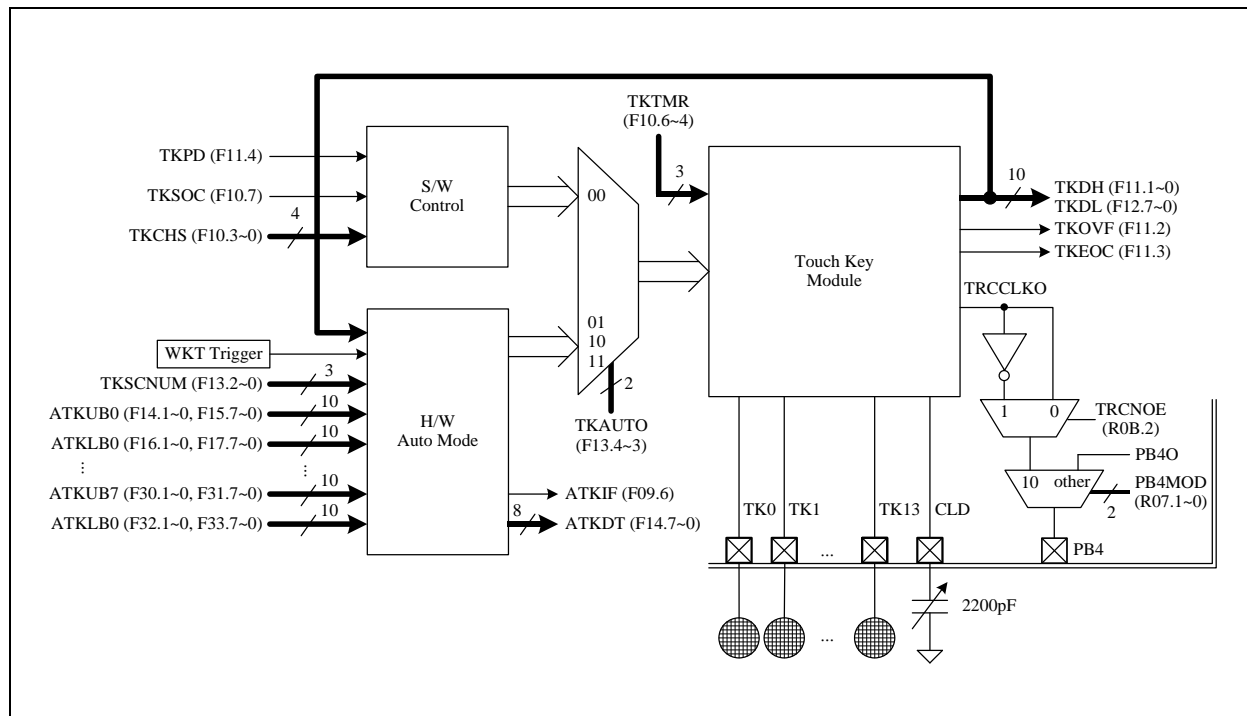 TKTMR
(F10.6~4)
3
TKPD (F11.4)
TKSOC (F10.7)
4
TKCHS (F10.3~0)
S/W
Control
00
01
10
11
2
TKAUTO
(F13.4~3)
Touch Key
Module
10
TKDH (F11.1~0)
TKDL (F12.7~0)
TKOVF (F11.2)
TKEOC (F11.3)
TRCCLKO
WKT Trigger
3
TKSCNUM (F13.2~0)
10
ATKUB0 (F14.1~0, F15.7~0)
10
ATKLB0 (F16.1~0, F17.7~0)
...
...
10
ATKUB7 (F30.1~0, F31.7~0)
10
ATKLB0 (F32.1~0, F33.7~0)
H/W
Auto Mode
ATKIF (F09.6)
8
ATKDT (F14.7~0)
1 0
TRCNOE
(R0B.2)
PB4O
10 other
PB4MOD
(R07.1~0)
2
TK0 TK1 TK13 CLD
...
PB4
2200pF
...